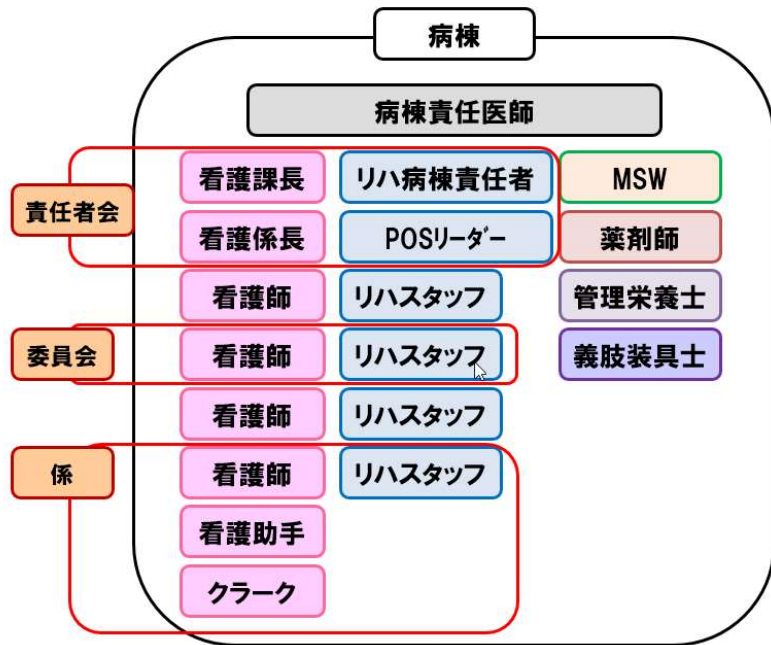 病棟
病棟責任医師
看護課長 リハ病棟責任者 MSW
責任者会
看護係長 POSリーダー 薬剤師
看護師 リハスタッフ 管理栄養士
委員会 看護師 リハスタッフ 義肢装具士
看護師 リハスタッフ
係 看護師 リハスタッフ
看護助手
クラーク